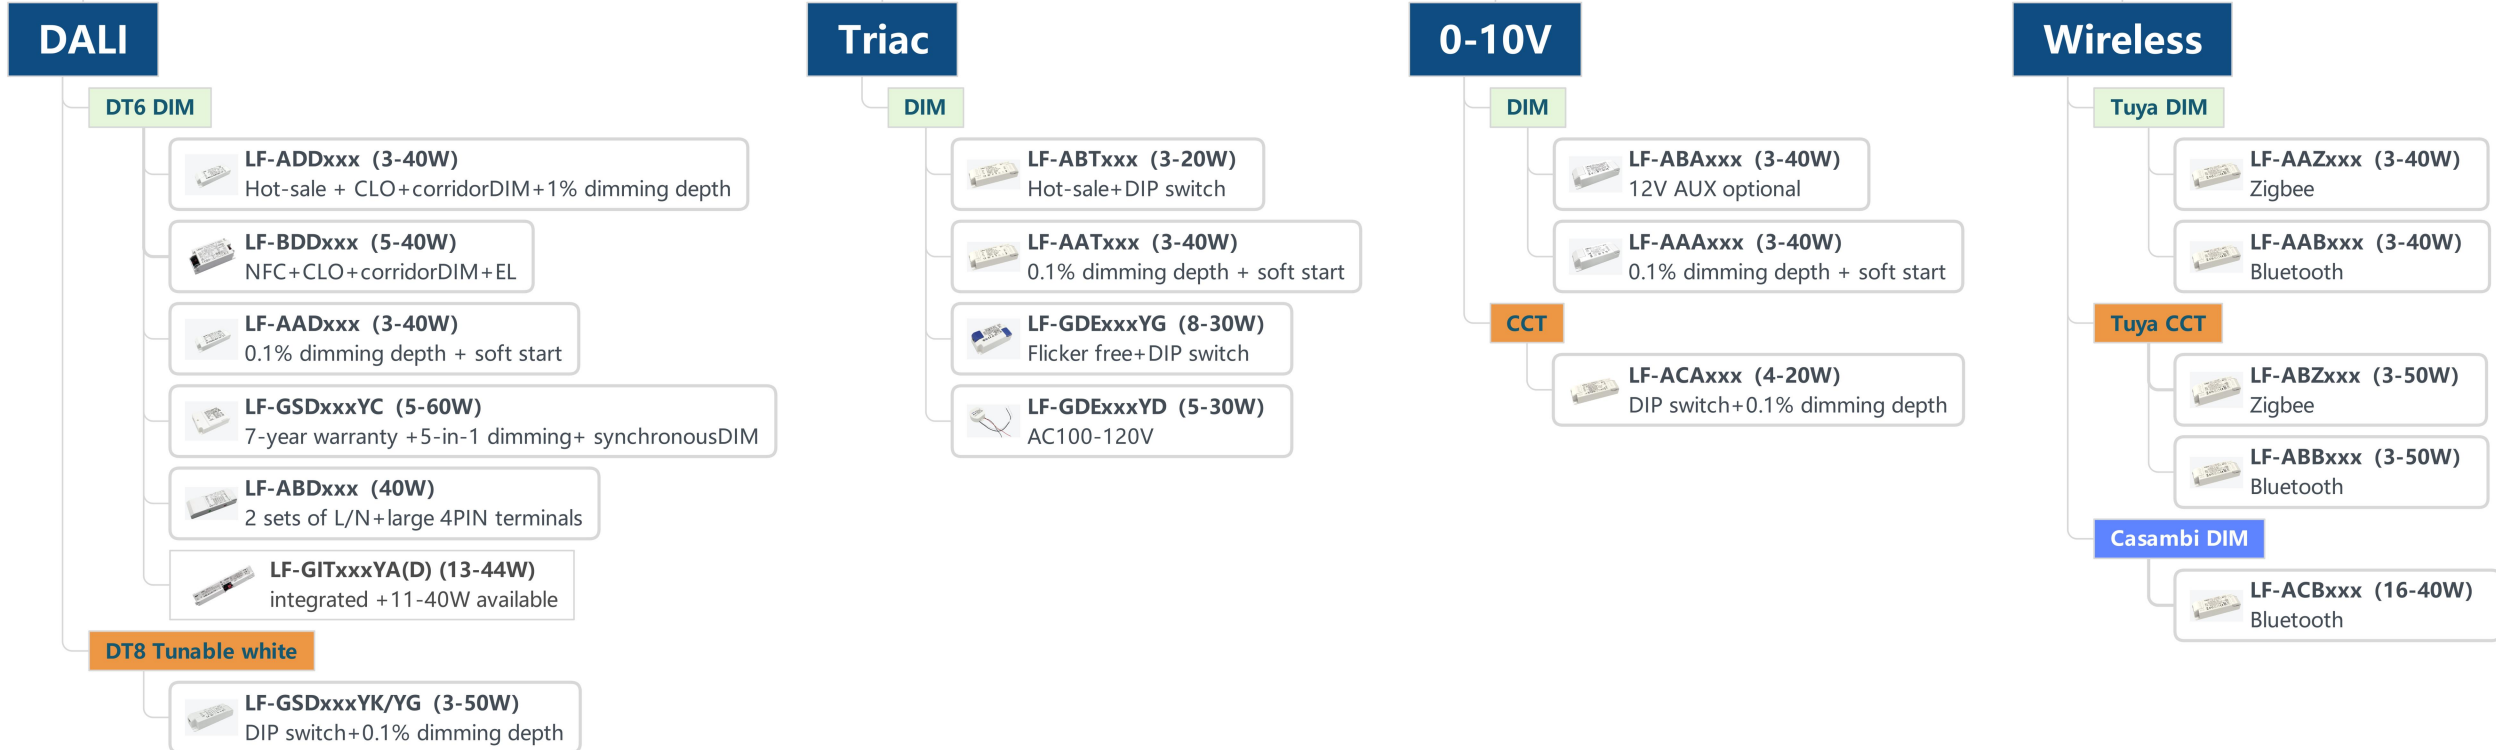 DALI
DT6 DIM
LF-ADDxxx (3-40W)
Hot-sale + CLO+corridorDIM+1% dimming depth
LF-BDDxxx (5-40W)
NFC+CLO+corridorDIM+EL
LF-AADxxx (3-40W)
0.1% dimming depth + soft start
LF-GSDxxxYC (5-60W)
7-year warranty +5-in-1 dimming+ synchronousDIM
LF-ABDxxx (40W)
2 sets of L/N+large 4PIN terminals
LF-GITxxxYA(D) (13-44W)
integrated +11-40W available
DT8 Tunable white
LF-GSDxxxYK/YG (3-50W)
DIP switch+0.1% dimming depth
Triac
DIM
LF-ABTxxx (3-20W)
Hot-sale+DIP switch
LF-AATxxx (3-40W)
0.1% dimming depth + soft start
LF-GDExxxYG (8-30W)
Flicker free+DIP switch
LF-GDExxxYD (5-30W)
AC100-120V
0-10V
DIM
LF-ABAxxx (3-40W)
12V AUX optional
LF-AAAxxx (3-40W)
0.1% dimming depth + soft start
CCT
LF-ACAxxx (4-20W)
DIP switch+0.1% dimming depth
Wireless
Tuya DIM
LF-AAZxxx (3-40W)
Zigbee
LF-AABxxx (3-40W)
Bluetooth
Tuya CCT
LF-ABZxxx (3-50W)
Zigbee
LF-ABBxxx (3-50W)
Bluetooth
Casambi DIM
LF-ACBxxx (16-40W)
Bluetooth